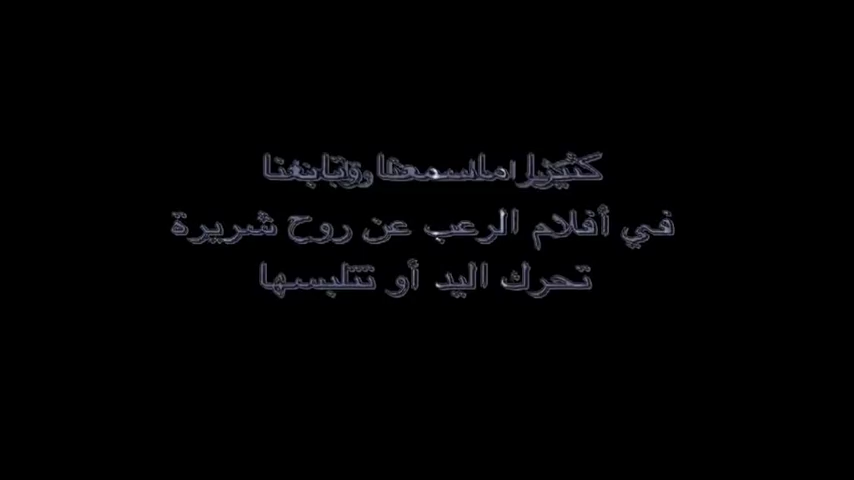 كثيرا ما سمعنا وتابعنا
في أفلام الرعب عن روح شريرة
تحرك اليد أو تتلبسها